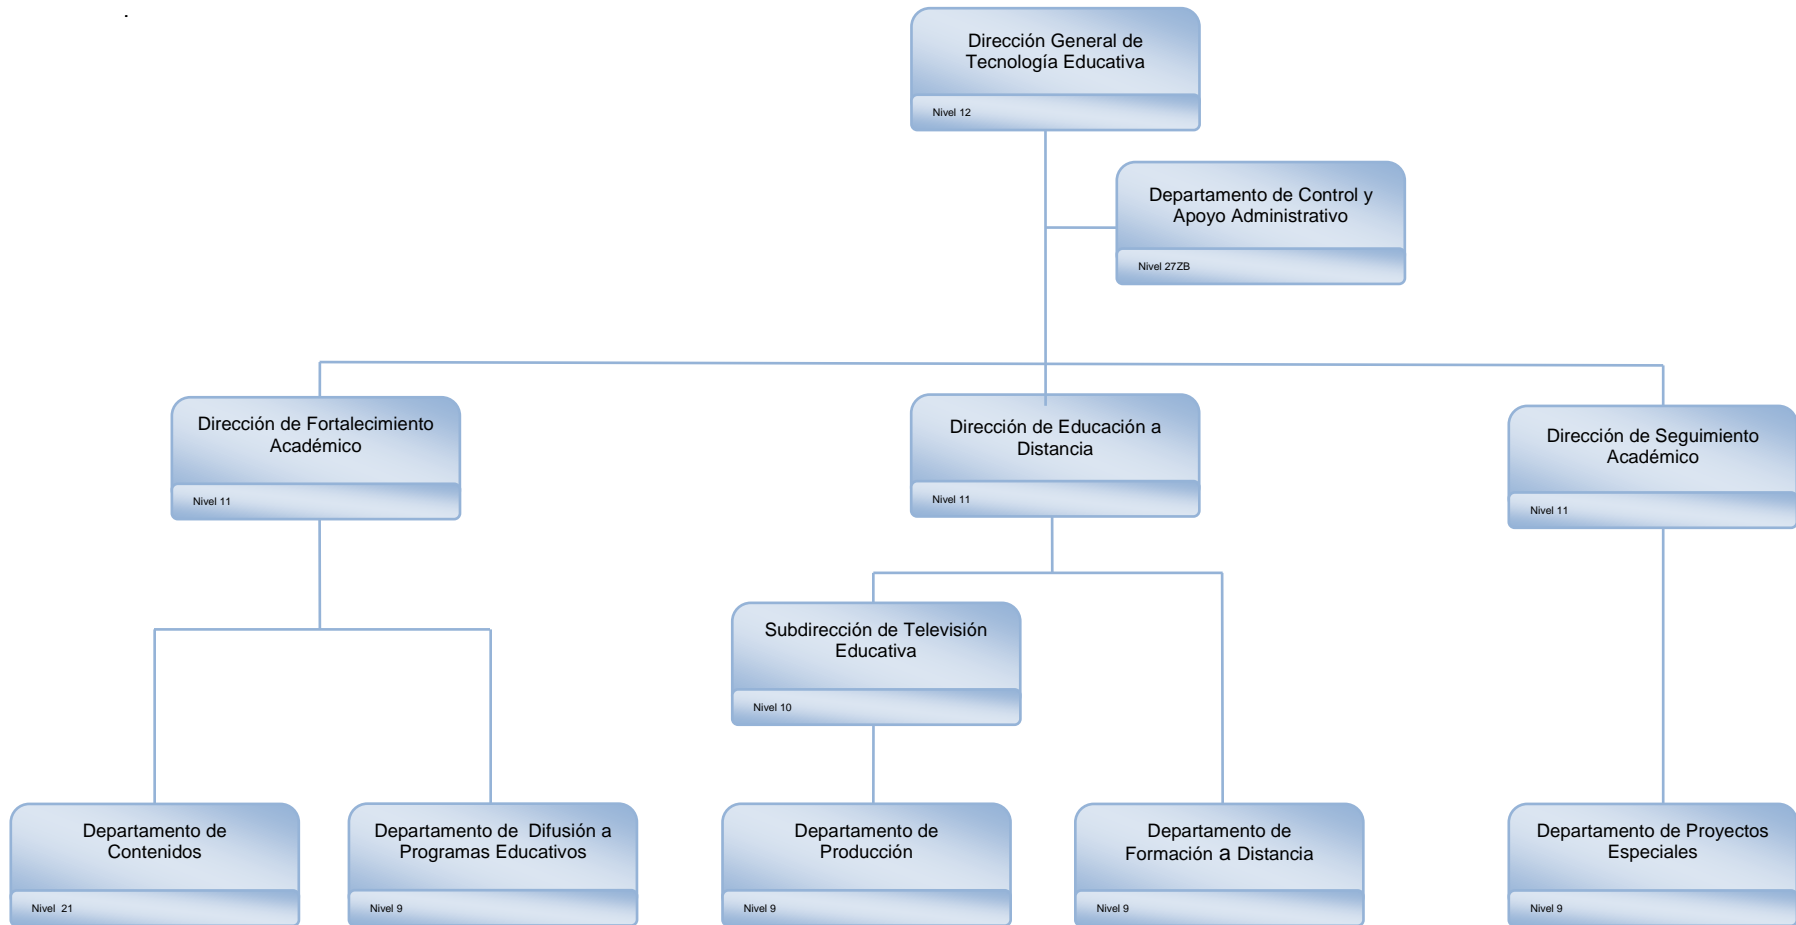 .
Dirección General de
Tecnología Educativa
Nivel 12
Departamento de Control y
Apoyo Administrativo
Nivel 27ZB
Dirección de Fortalecimiento
Académico
Nivel 11
Dirección de Educación a
Distancia
Nivel 11
Dirección de Seguimiento
Académico
Nivel 11
Subdirección de Televisión
Educativa
Nivel 10
Departamento de
Contenidos
Nivel 21
Departamento de Difusión a
Programas Educativos
Nivel 9
Departamento de
Producción
Nivel 9
Departamento de
Formación a Distancia
Nivel 9
Departamento de Proyectos
Especiales
Nivel 9